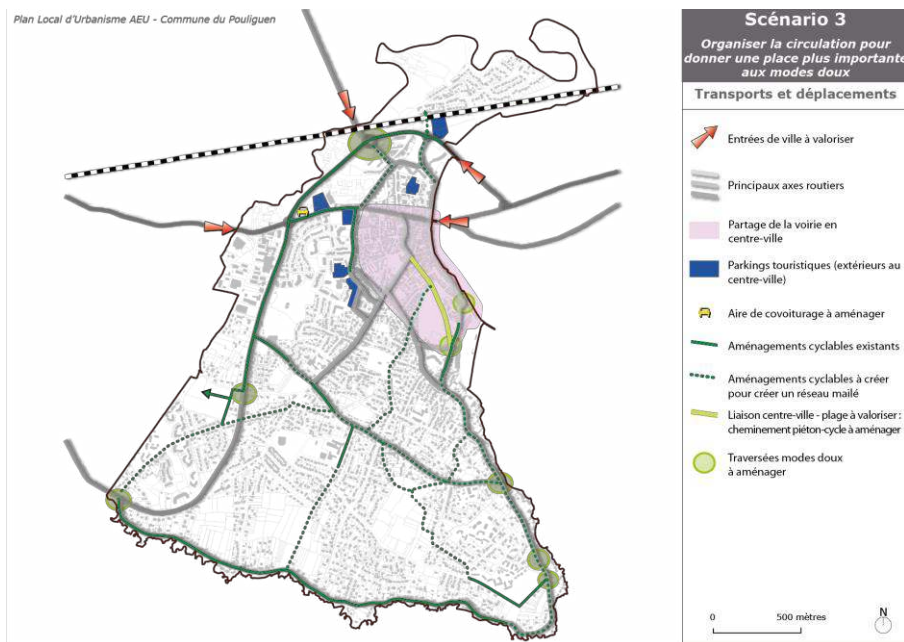 Plan Local d'Urbanisme AEU - Commune du Pouliguen
Scénario 3
Organiser la circulation pour
donner une place plus importante
aux modes doux
Transports et déplacements
Entrées de ville à valoriser
Principaux axes routiers
Partage de la voirie en
centre-ville
Parkings touristiques (extérieurs au
centre-ville)
Aire de covoiturage à aménager
Aménagements cyclables existants
Aménagements cyclables à créer
pour créer un réseau mailé
Liaison centre-ville - plage à valoriser :
cheminement piéton-cycle à aménager
Traversées modes doux
à aménager
0 500 mètres
N